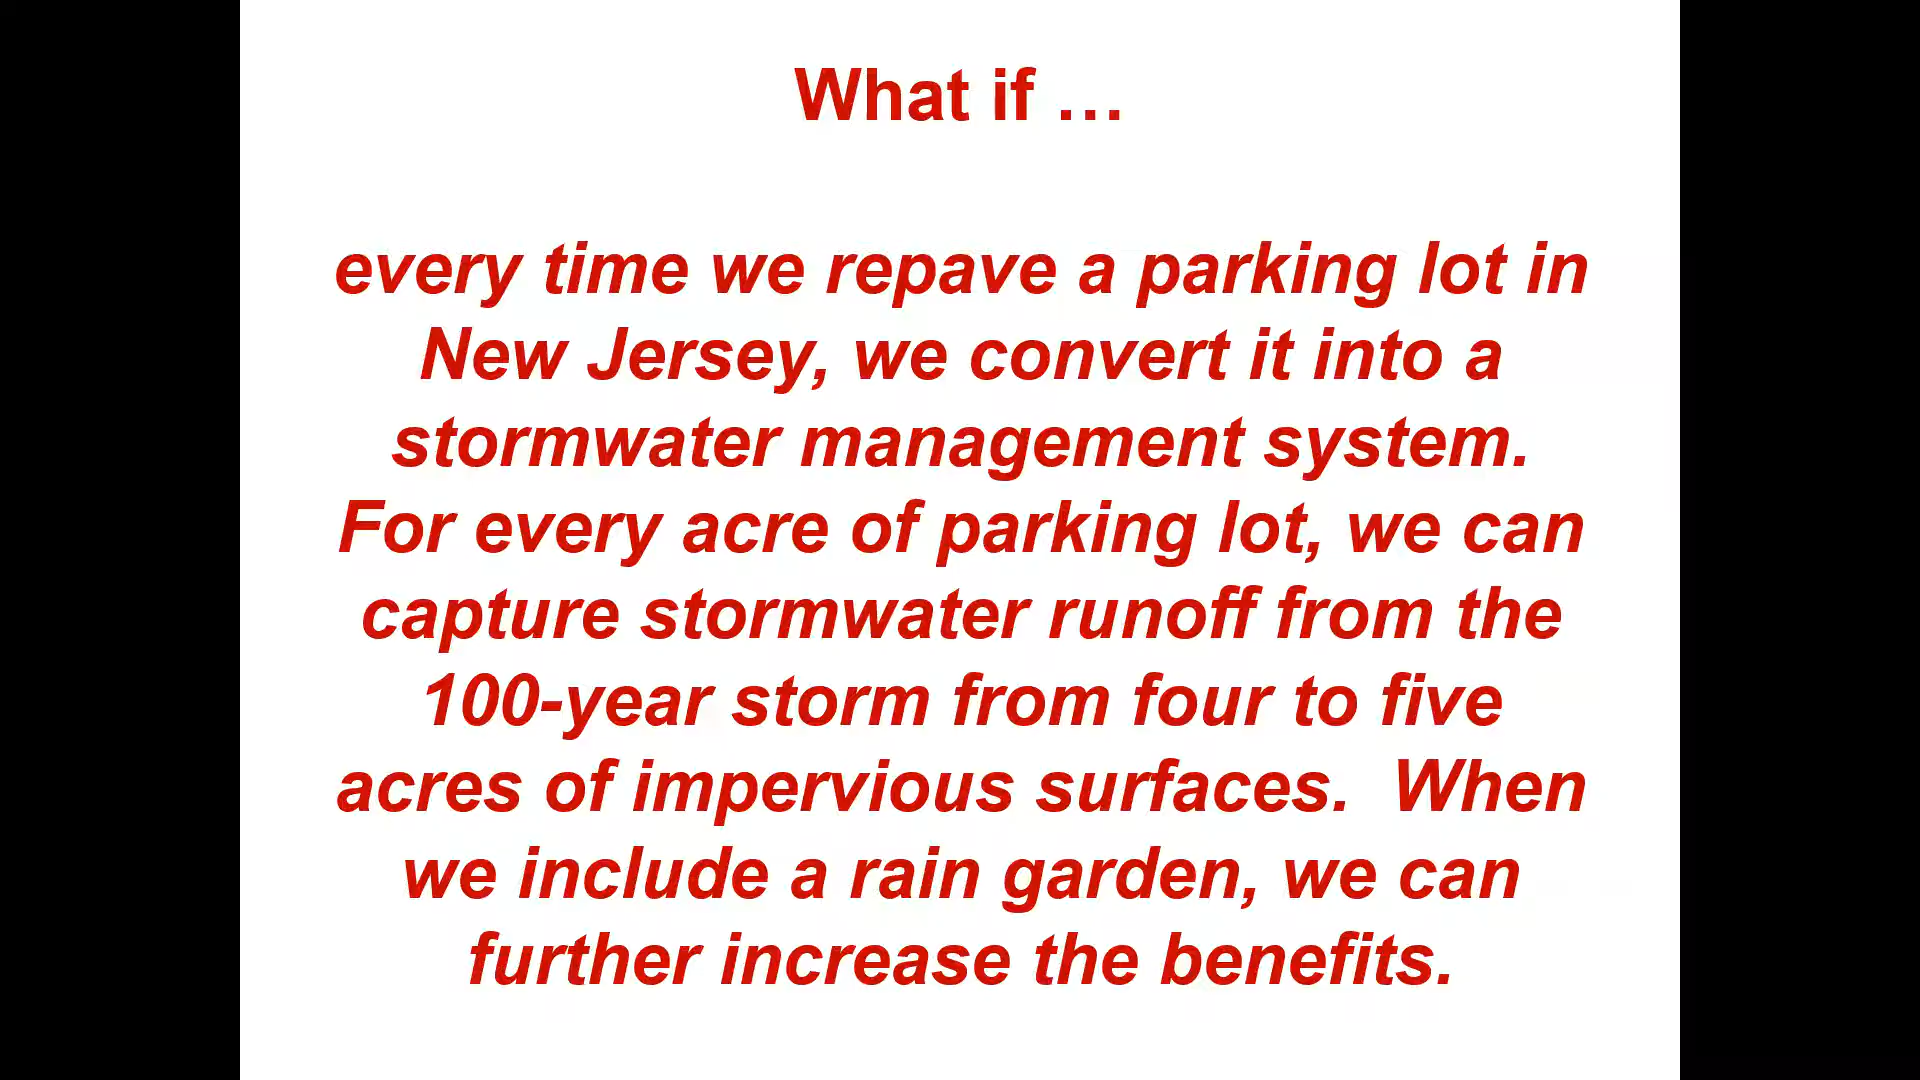 What if …
every time we repave a parking lot in
New Jersey, we convert it into a
stormwater management system.
For every acre of parking lot, we can
capture stormwater runoff from the
100-year storm from four to five
acres of impervious surfaces.  When
we include a rain garden, we can
further increase the benefits.